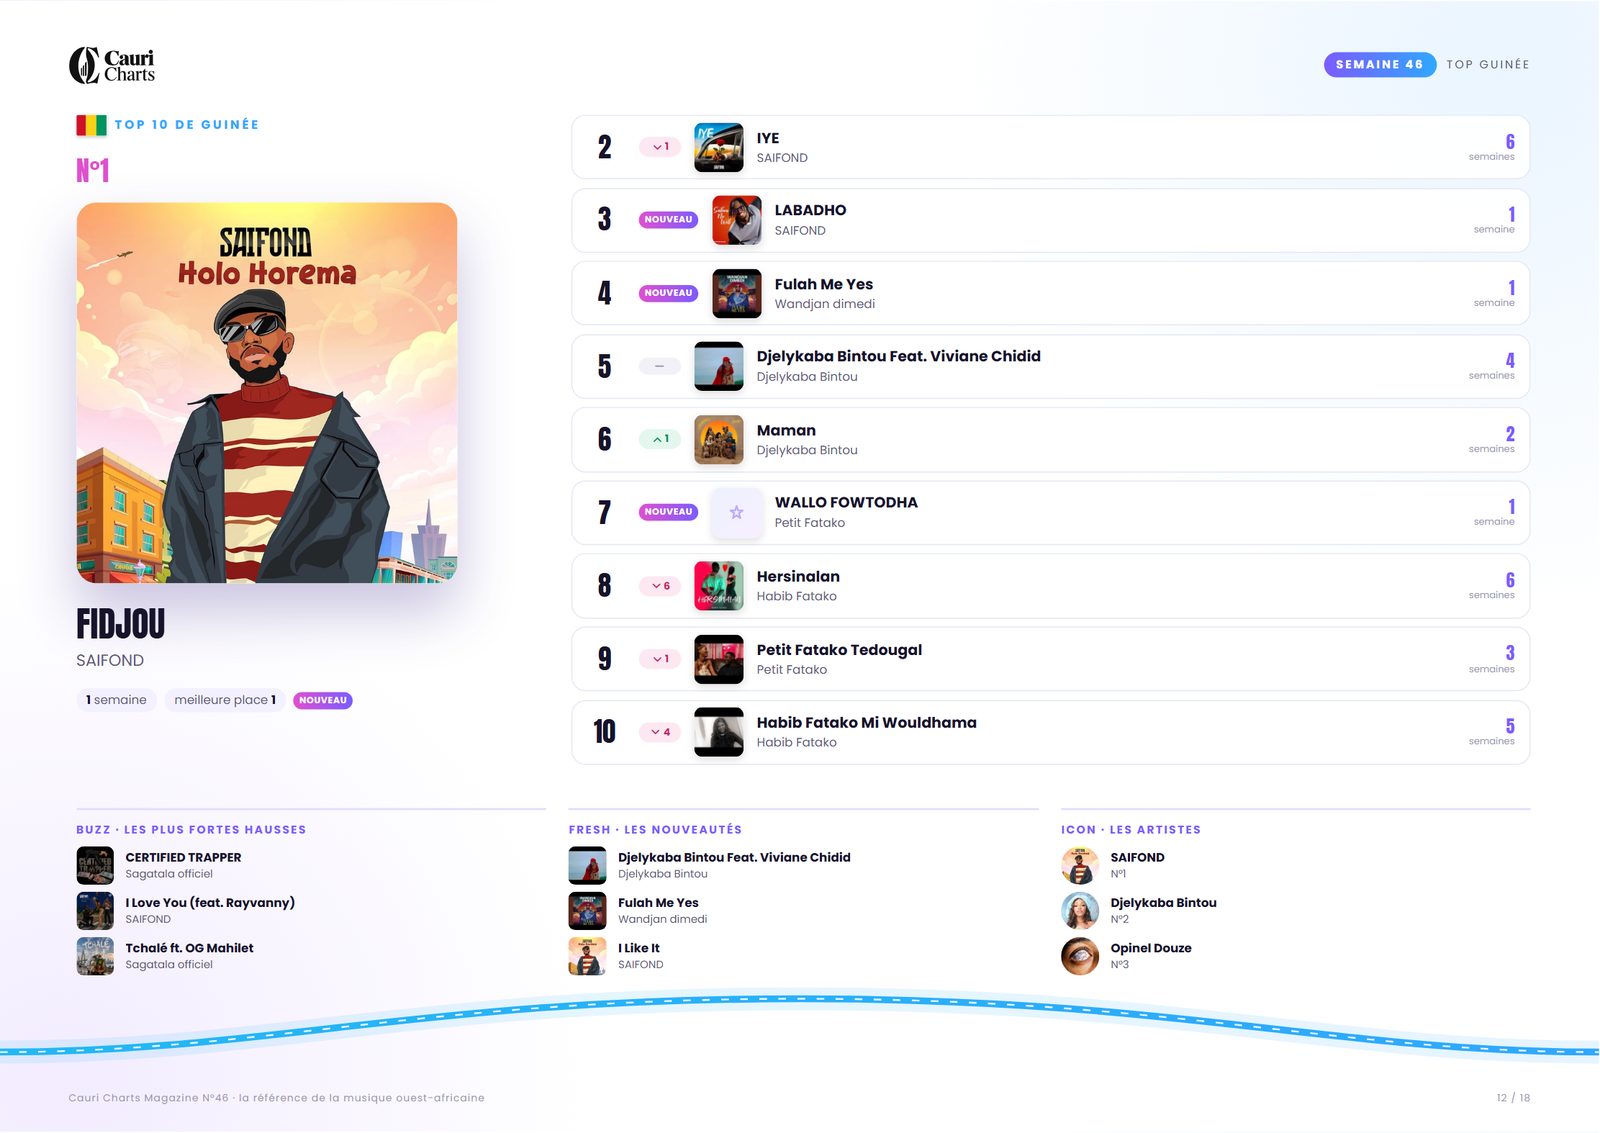 Cauri
Charts
SEMAINE 46
TOP GUINÉE
TOP 10 DE GUINÉE
Nº1
SAIFOND
Holo Horema
FIDJOU
SAIFOND
1 semaine
meilleure place 1
NOUVEAU
2
1
IYE
SAIFOND
6
semaines
3
NOUVEAU
LABADHO
SAIFOND
1
semaine
4
NOUVEAU
Fulah Me Yes
Wandjan dimedi
1
semaine
5
–
Djelykaba Bintou Feat. Viviane Chidid
Djelykaba Bintou
4
semaines
6
1
Maman
Djelykaba Bintou
2
semaines
7
NOUVEAU
WALLO FOWTODHA
Petit Fatako
1
semaine
8
6
Hersinalan
Habib Fatako
6
semaines
9
1
Petit Fatako Tedougal
Petit Fatako
3
semaines
10
4
Habib Fatako Mi Wouldhama
Habib Fatako
5
semaines
BUZZ · LES PLUS FORTES HAUSSES
CERTIFIED TRAPPER
Sagatala officiel
I Love You (feat. Rayvanny)
SAIFOND
Tchalé ft. OG Mahilet
Sagatala officiel
FRESH · LES NOUVEAUTÉS
Djelykaba Bintou Feat. Viviane Chidid
Djelykaba Bintou
Fulah Me Yes
Wandjan dimedi
I Like It
SAIFOND
ICON · LES ARTISTES
SAIFOND
Nº1
Djelykaba Bintou
Nº2
Opinel Douze
Nº3
Cauri Charts Magazine Nº46 · la référence de la musique ouest-africaine
12 / 18